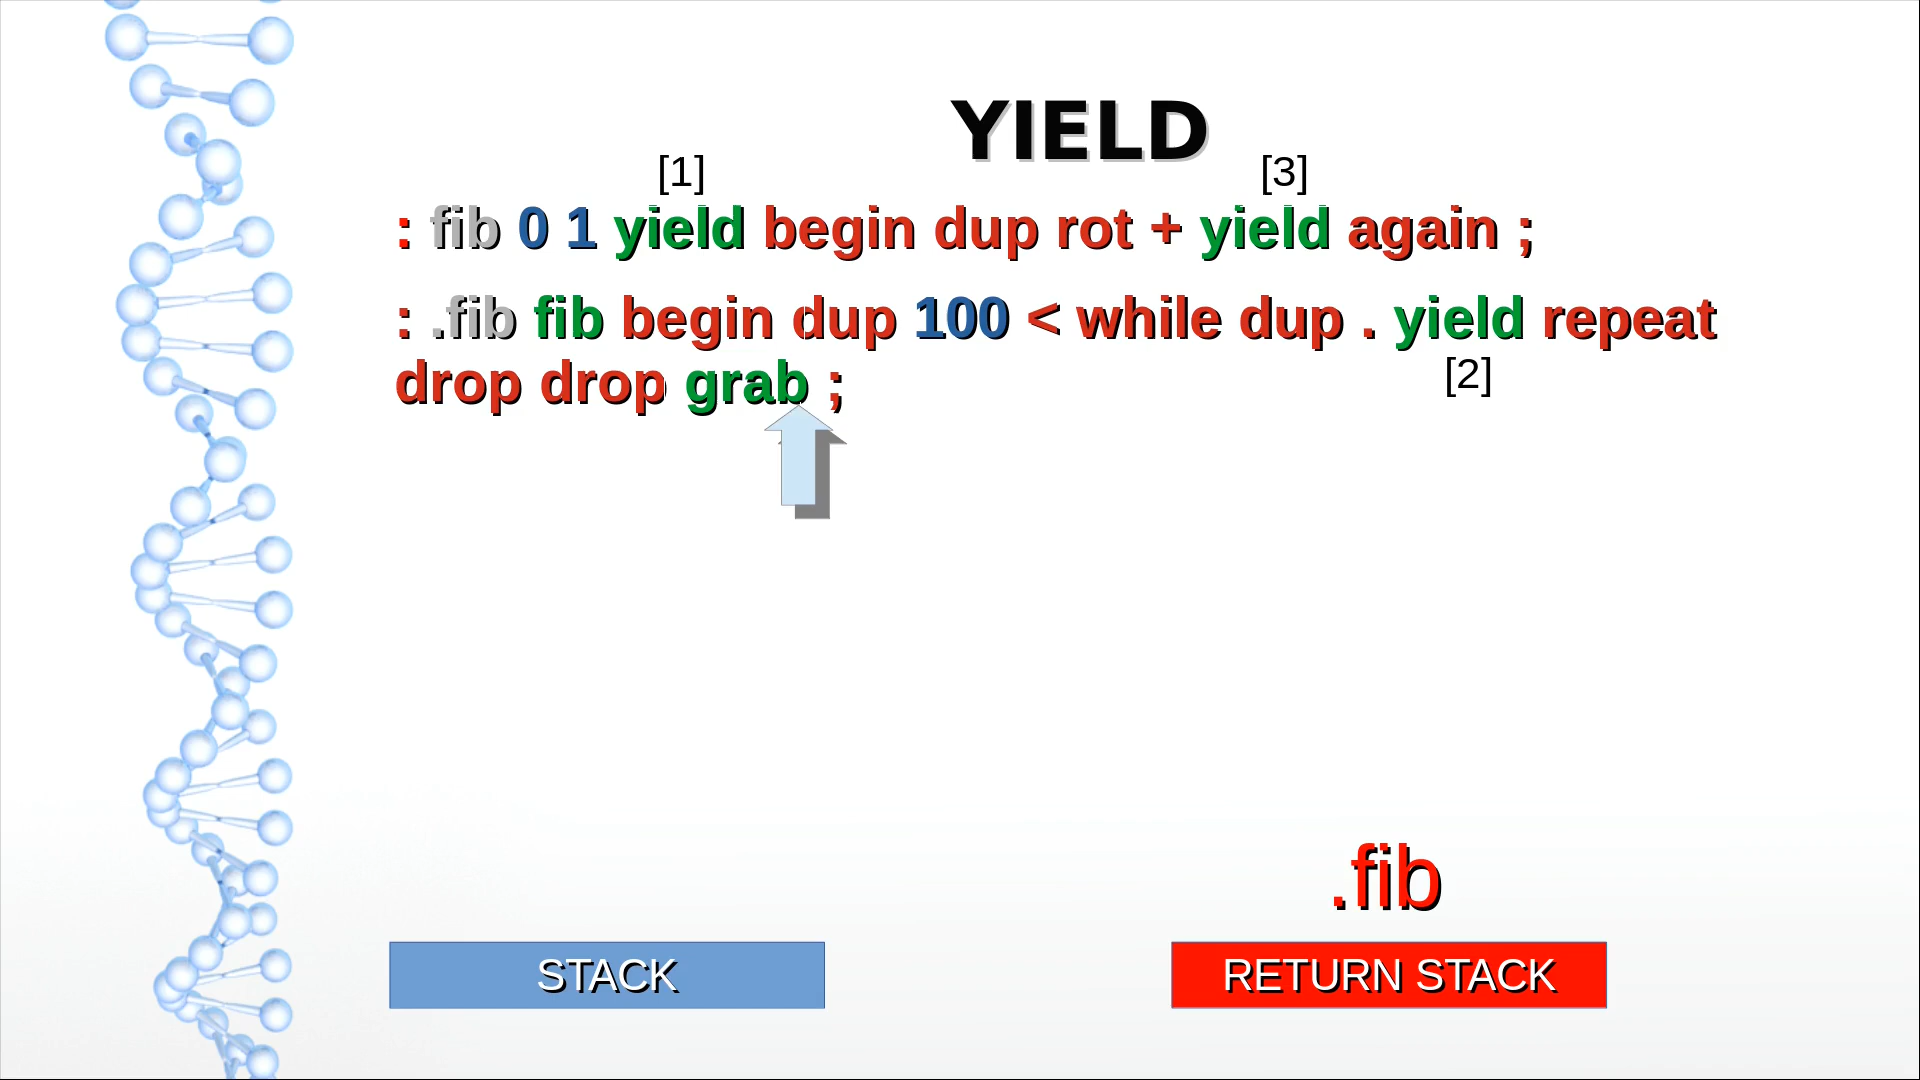 YIELD
[1] [3]
: fib 0 1 yield begin dup rot + yield again ;
: .fib fib begin dup 100 < while dup . yield repeat
drop drop grab ;
[2]
.fib
STACK
RETURN STACK